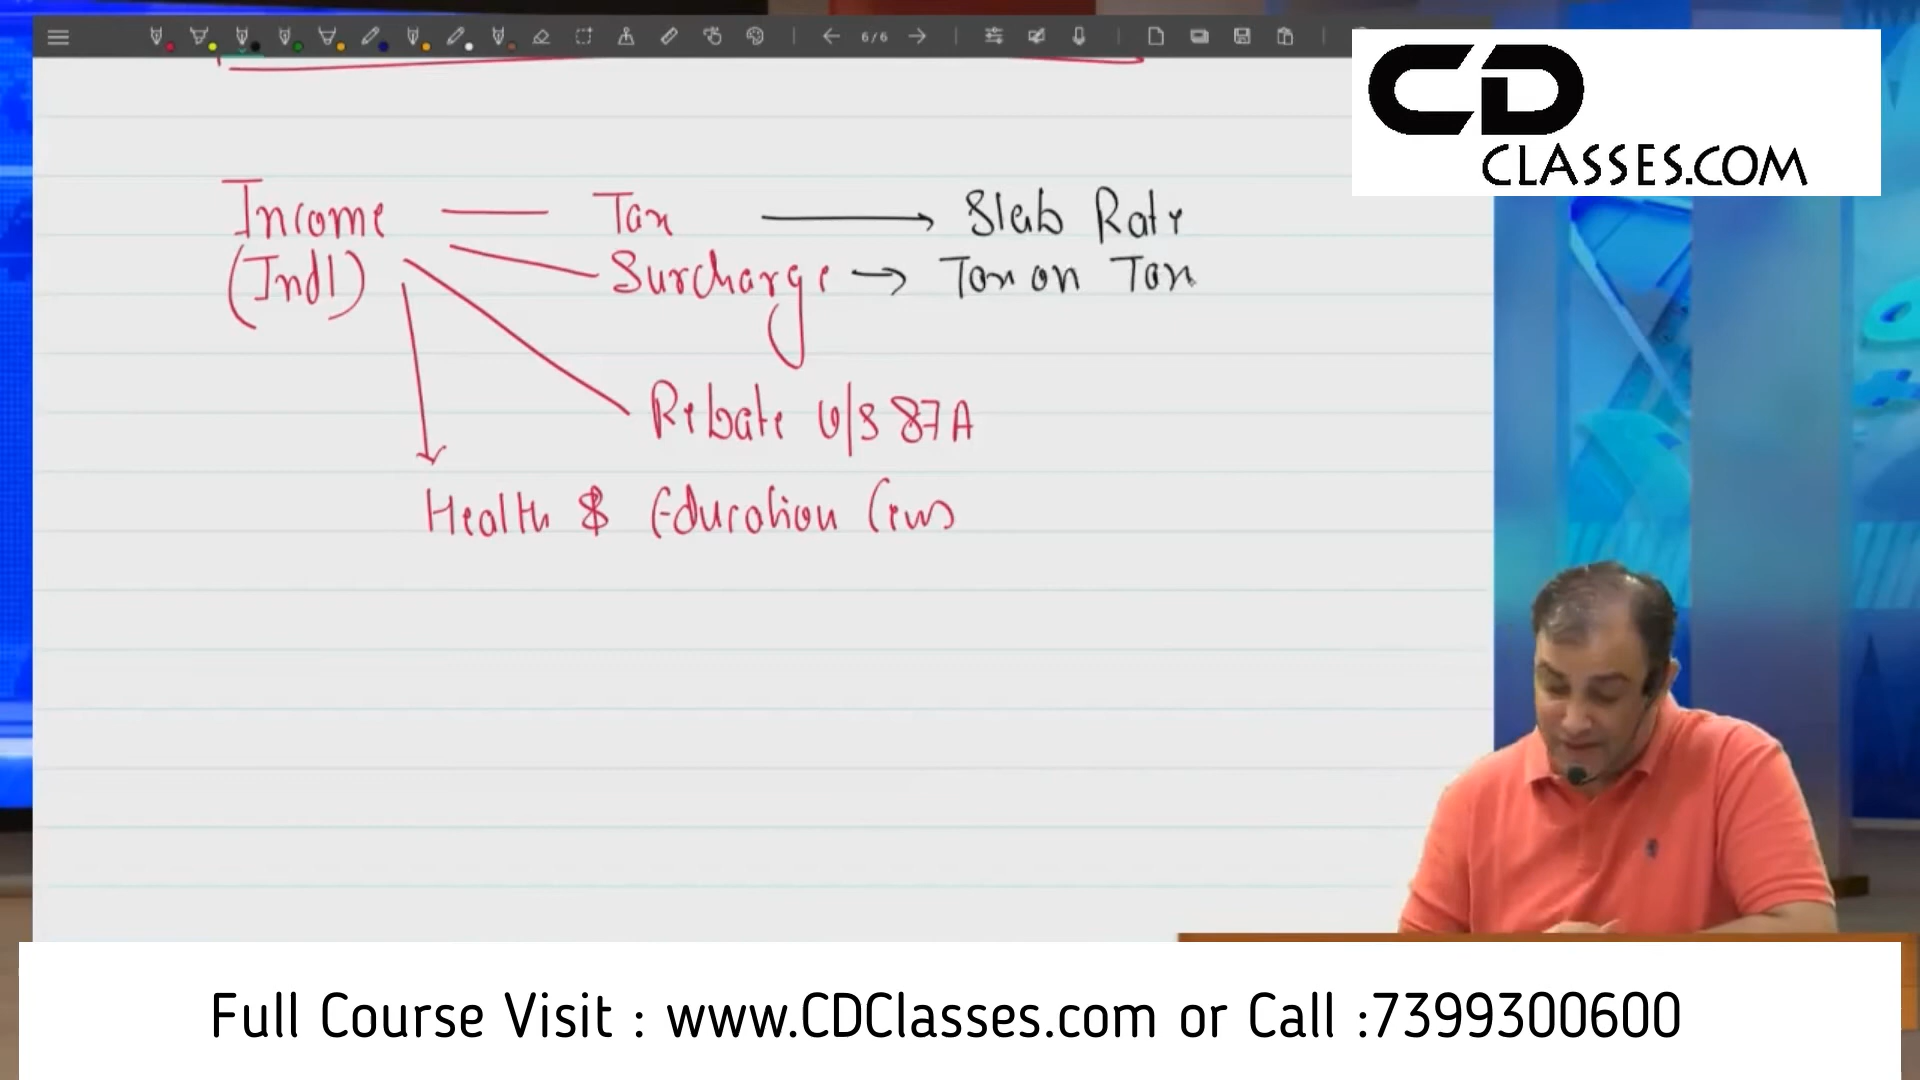 6/6
CD
CLASSES.COM
Income — Tax → Slab Rate
(Indl) Surcharge → Tax on Tax
Rebate U/S 87A
Health & Education Cess
Full Course Visit : www.CDClasses.com or Call :7399300600